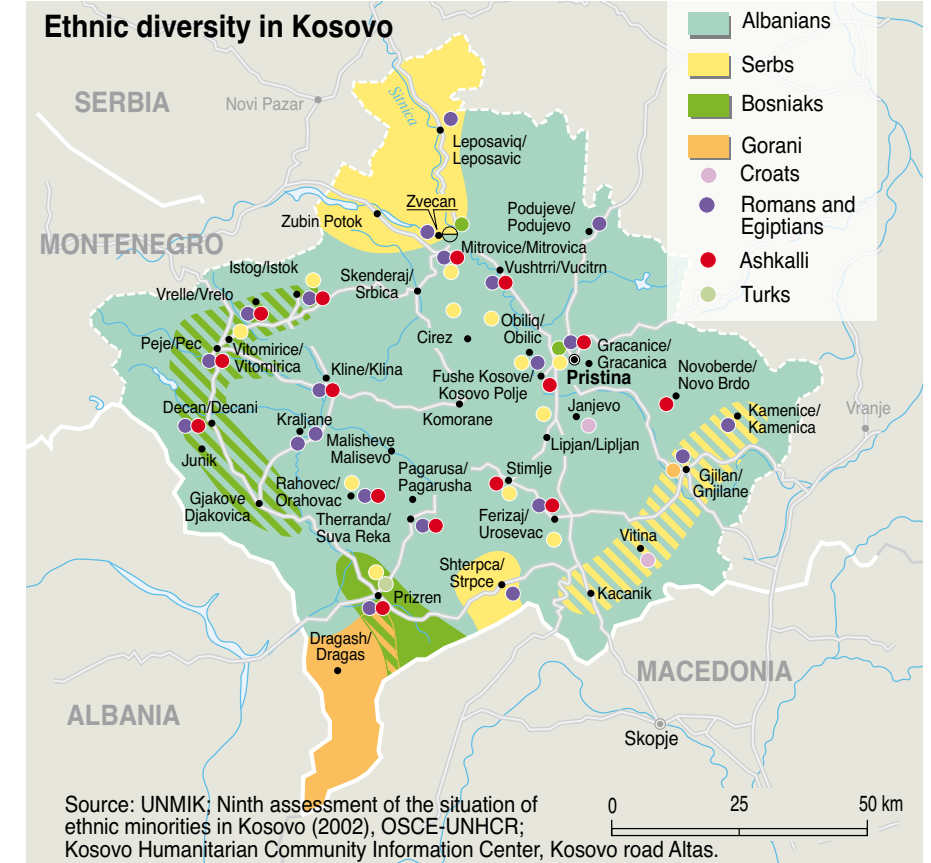 Ethnic diversity in Kosovo
Albanians
Serbs
Bosniaks
Gorani
Croats
Romans and
Egiptians
Ashkalli
Turks
SERBIA
Novi Pazar
Sitnica
Leposaviq/
Leposavic
Zvecan
Zubin Potok
Podujeve/
Podujevo
MONTENEGRO
Mitrovice/Mitrovica
Istog/Istok
Skenderaj/
Srbica
Vushtrri/Vucitrn
Vrelle/Vrelo
Obiliq/
Obilic
Cirez
Peje/Pec
Vitomirice/
Vitomirica
Gracanice/
Gracanica
Pristina
Kline/Klina
Fushe Kosove/
Kosovo Polje
Novoberde/
Novo Brdo
Decan/Decani
Komorane
Janjevo
Kamenice/
Kamenica
Vranje
Kraljane
Malisheve
Malisevo
Lipjan/Lipljan
Junik
Pagarusa/
Pagarusha
Stimlje
Gjilan/
Gnjilane
Rahovec/
Orahovac
Gjakove
Djakovica
Therranda/
Suva Reka
Ferizaj/
Urosevac
Vitina
Shterpca/
Strpce
Kacanik
Prizren
Dragash/
Dragas
MACEDONIA
ALBANIA
Skopje
Source: UNMIK; Ninth assessment of the situation of
ethnic minorities in Kosovo (2002), OSCE-UNHCR;
Kosovo Humanitarian Community Information Center, Kosovo road Altas.
0 25 50 km